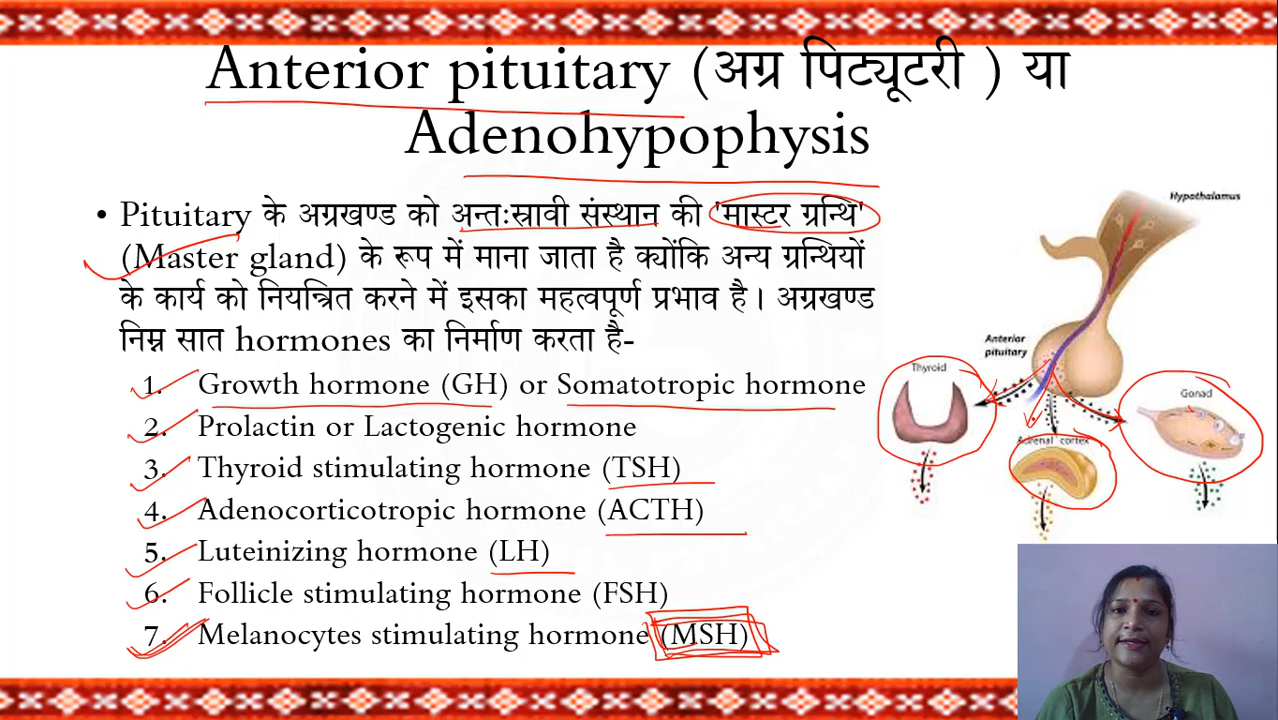 Anterior pituitary (अग्र पिट्यूटरी ) या
Adenohypophysis
• Pituitary के अग्रखण्ड को अन्तःस्रावी संस्थान की 'मास्टर ग्रन्थि'
(Master gland) के रूप में माना जाता है क्योंकि अन्य ग्रन्थियों
के कार्य को नियन्त्रित करने में इसका महत्वपूर्ण प्रभाव है। अग्रखण्ड
निम्न सात hormones का निर्माण करता है-
1. Growth hormone (GH) or Somatotropic hormone
2. Prolactin or Lactogenic hormone
3. Thyroid stimulating hormone (TSH)
4. Adenocorticotropic hormone (ACTH)
5. Luteinizing hormone (LH)
6. Follicle stimulating hormone (FSH)
7. Melanocytes stimulating hormone (MSH)
Hypothalamus
Anterior
pituitary
Thyroid
Gonad
Adrenal cortex